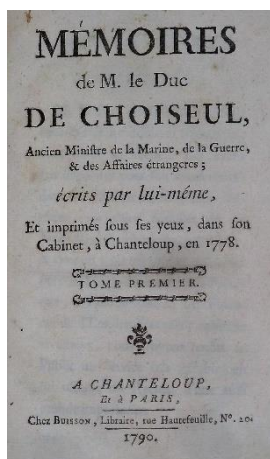 MÉMOIRES
de M. le Duc
DE CHOISEUL,
Ancien Miniſtre de la Marine, de la Guerre,
& des Affaires étrangeres ;
écrits par lui-même,
Et imprimés ſous ſes yeux, dans ſon
Cabinet, à Chanteloup, en 1778.
TOME PREMIER.
A CHANTELOUP,
Et à PARIS,
Chez BUISSON, Libraire, rue Hautefeuille, N°. 20.
1790.